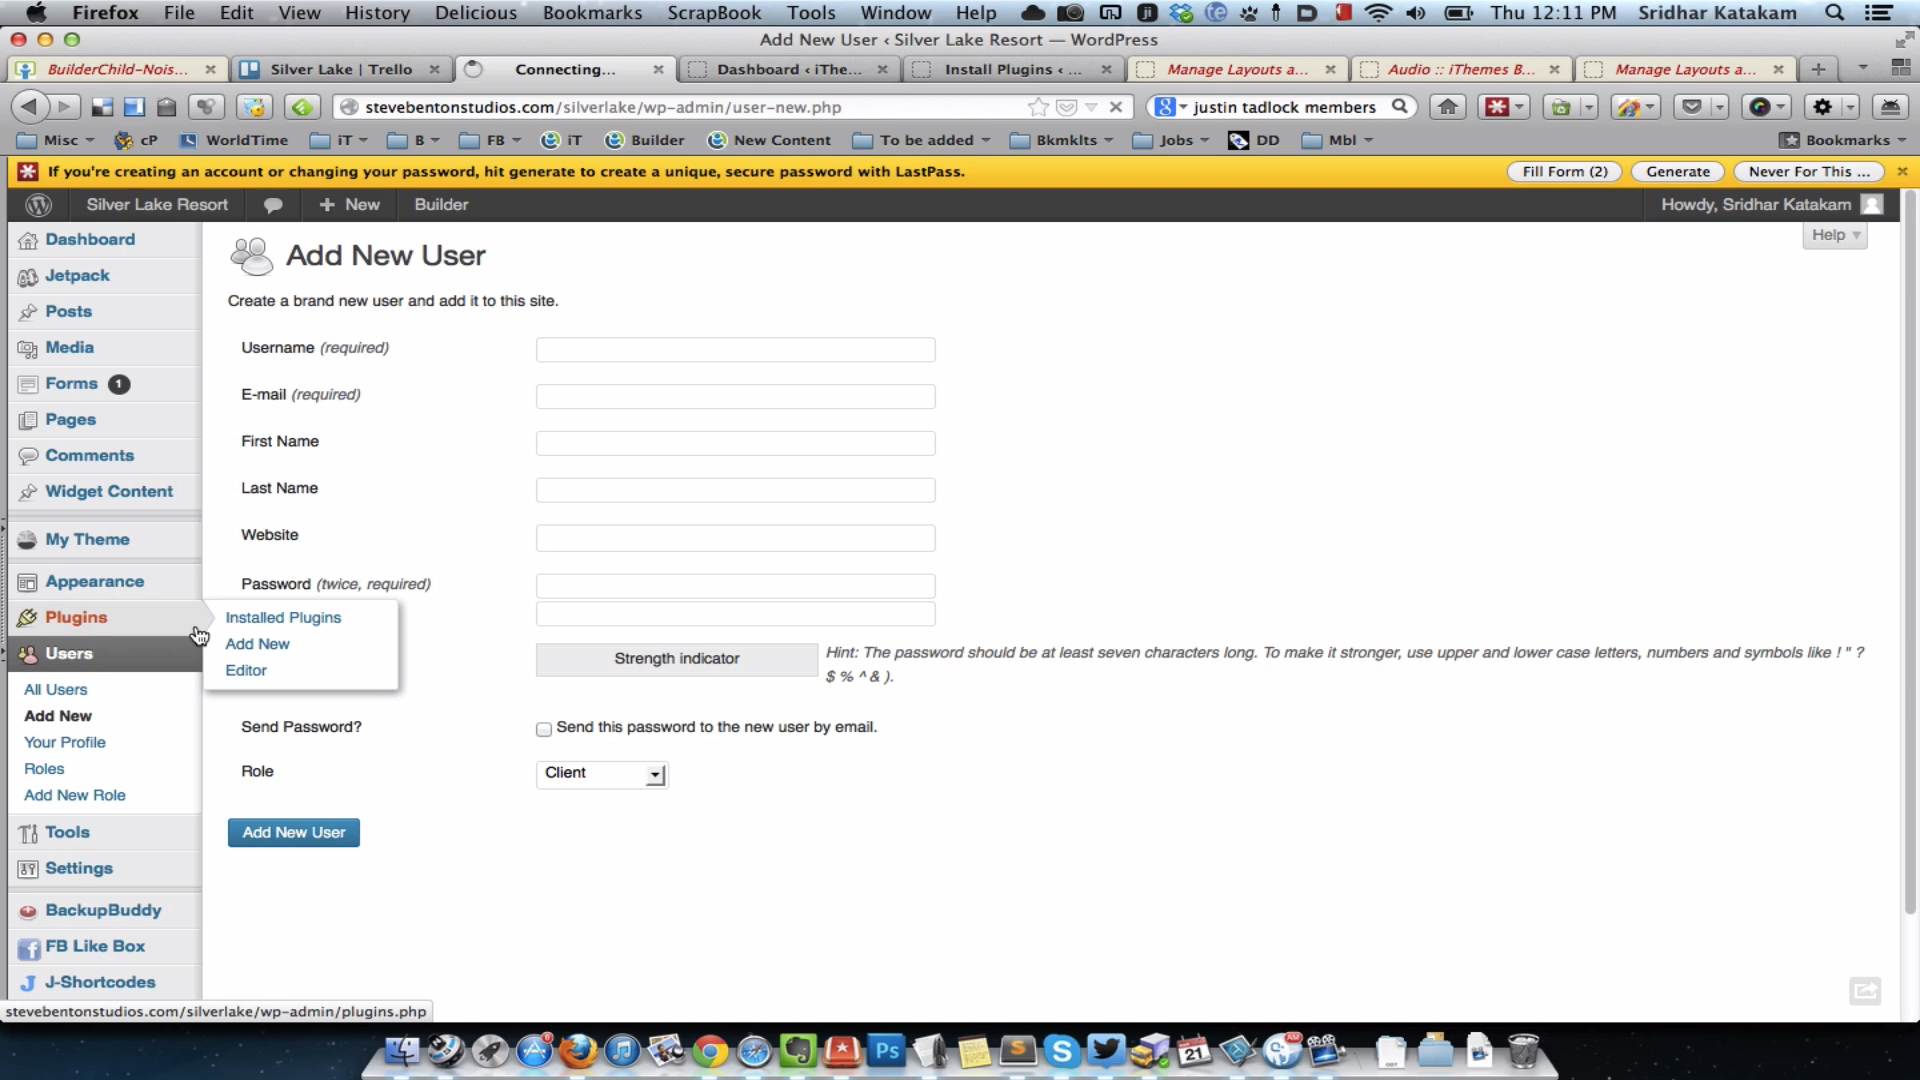 Firefox File Edit View History Delicious Bookmarks ScrapBook Tools Window Help Thu 12:11 PM Sridhar Katakam
Add New User ‹ Silver Lake Resort — WordPress
BuilderChild-Nois... Silver Lake | Trello Connecting... Dashboard ‹ iThe... Install Plugins ‹ ... Manage Layouts a... Audio :: iThemes B... Manage Layouts a...
stevebentonstudios.com/silverlake/wp-admin/user-new.php justin tadlock members
Misc cP WorldTime iT B FB iT Builder New Content To be added Bkmklts Jobs DD Mbl Bookmarks
If you're creating an account or changing your password, hit generate to create a unique, secure password with LastPass. Fill Form (2) Generate Never For This ...
Silver Lake Resort + New Builder Howdy, Sridhar Katakam
Help
Dashboard
Jetpack
Posts
Media
Forms 1
Pages
Comments
Widget Content
My Theme
Appearance
Plugins
Users
All Users
Add New
Your Profile
Roles
Add New Role
Tools
Settings
BackupBuddy
FB Like Box
J-Shortcodes
Installed Plugins
Add New
Editor
Add New User
Create a brand new user and add it to this site.
Username (required)
E-mail (required)
First Name
Last Name
Website
Password (twice, required)
Strength indicator
Hint: The password should be at least seven characters long. To make it stronger, use upper and lower case letters, numbers and symbols like ! " ?
$ % ^ & ).
Send Password? Send this password to the new user by email.
Role Client
Add New User
stevebentonstudios.com/silverlake/wp-admin/plugins.php
Ps
21